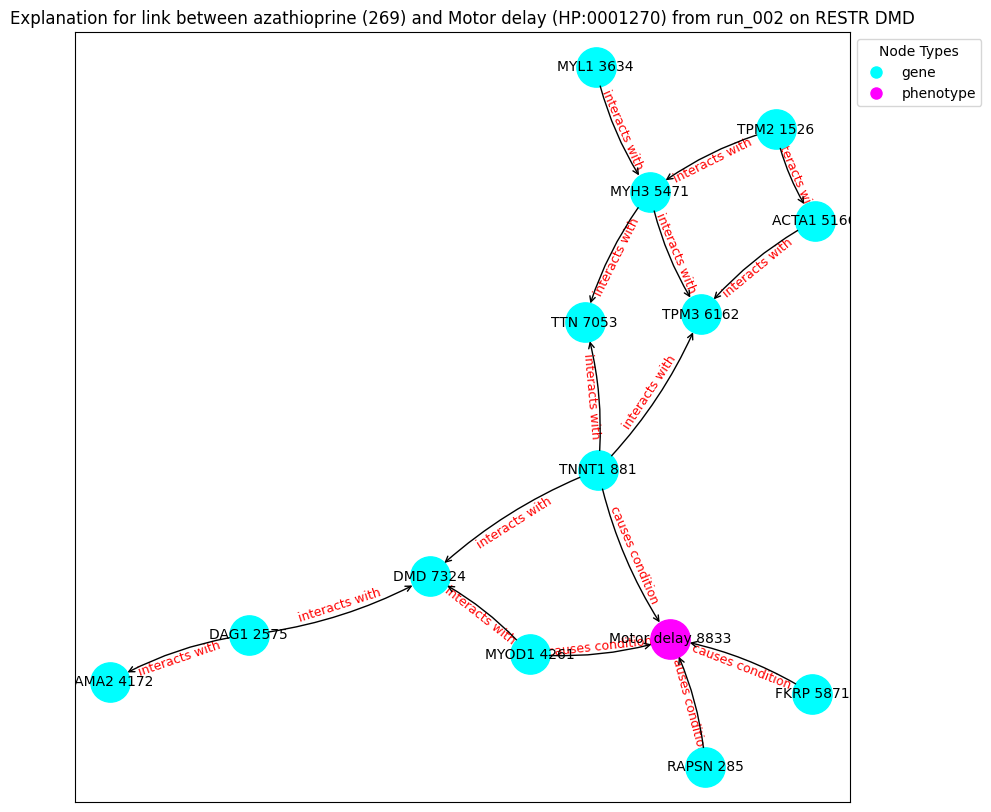 Explanation for link between azathioprine (269) and Motor delay (HP:0001270) from run_002 on RESTR DMD
Node Types
gene
phenotype
MYL1 3634
interacts with
TPM2 1526
interacts with
teracts wi
MYH3 5471
ACTA1 5166
interacts with
interacts with
interacts with
TTN 7053
TPM3 6162
interacts with
interacts with
TNNT1 881
interacts with
causes condition
DMD 7324
interacts with
interacts with
DAG1 2575
Motor delay 8833
MYOD1 4261
causes condition
interacts with
causes condition
AMA2 4172
auses conditio
FKRP 5871
RAPSN 285